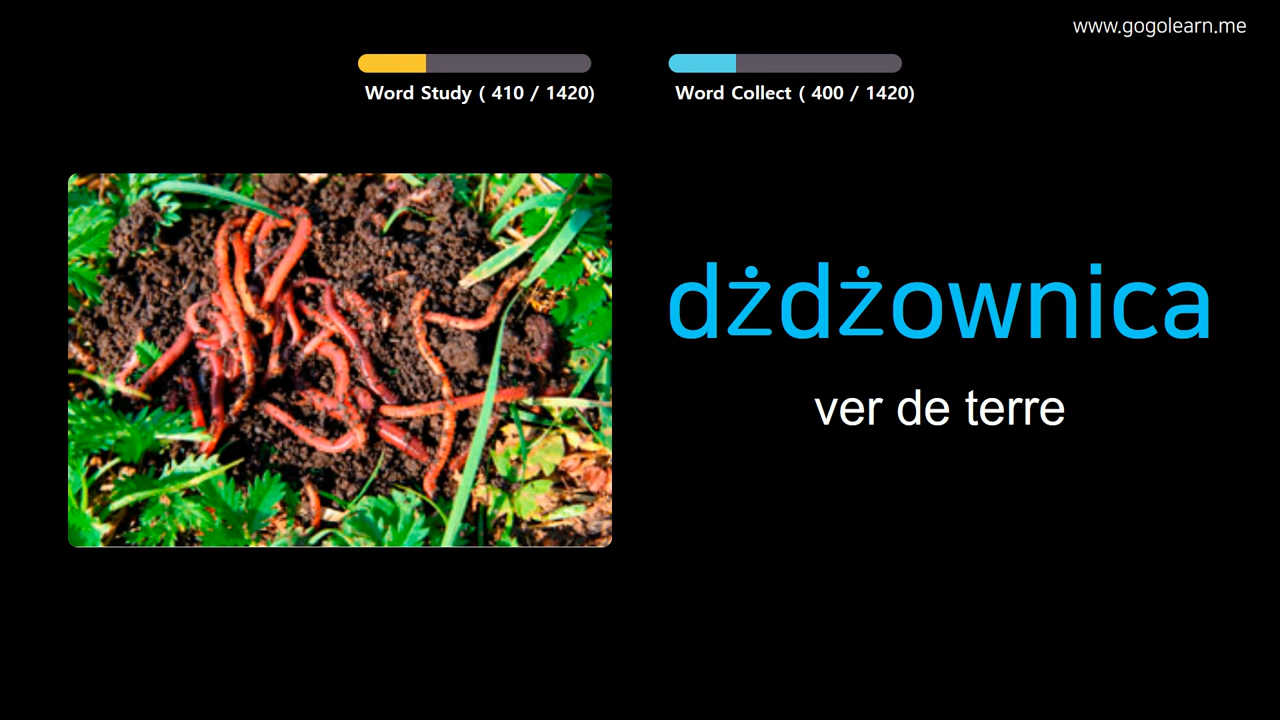 www.gogolearn.me
Word Study ( 410 / 1420)
Word Collect ( 400 / 1420)
dżdżownica
ver de terre